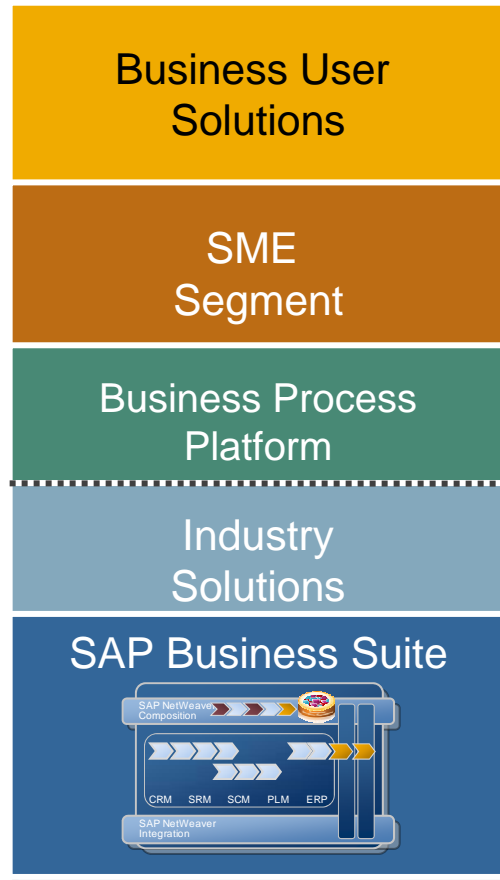 Business User
Solutions
SME
Segment
Business Process
Platform
Industry
Solutions
SAP Business Suite
SAP NetWeaver
Composition
CRM SRM SCM PLM ERP
SAP NetWeaver
Integration